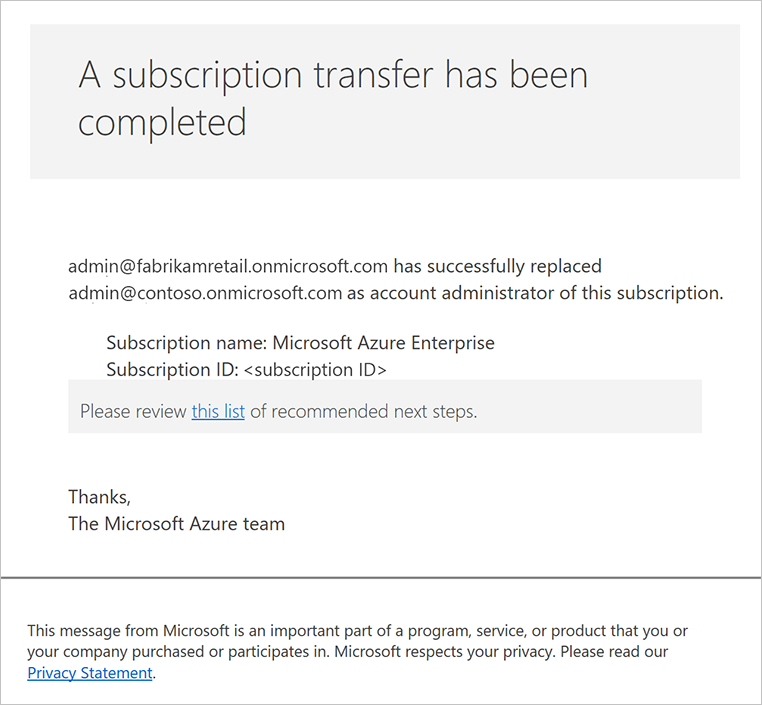 A subscription transfer has been
completed
admin@fabrikamretail.onmicrosoft.com has successfully replaced
admin@contoso.onmicrosoft.com as account administrator of this subscription.
Subscription name: Microsoft Azure Enterprise
Subscription ID: <subscription ID>
Please review this list of recommended next steps.
Thanks,
The Microsoft Azure team
This message from Microsoft is an important part of a program, service, or product that you or
your company purchased or participates in. Microsoft respects your privacy. Please read our
Privacy Statement.